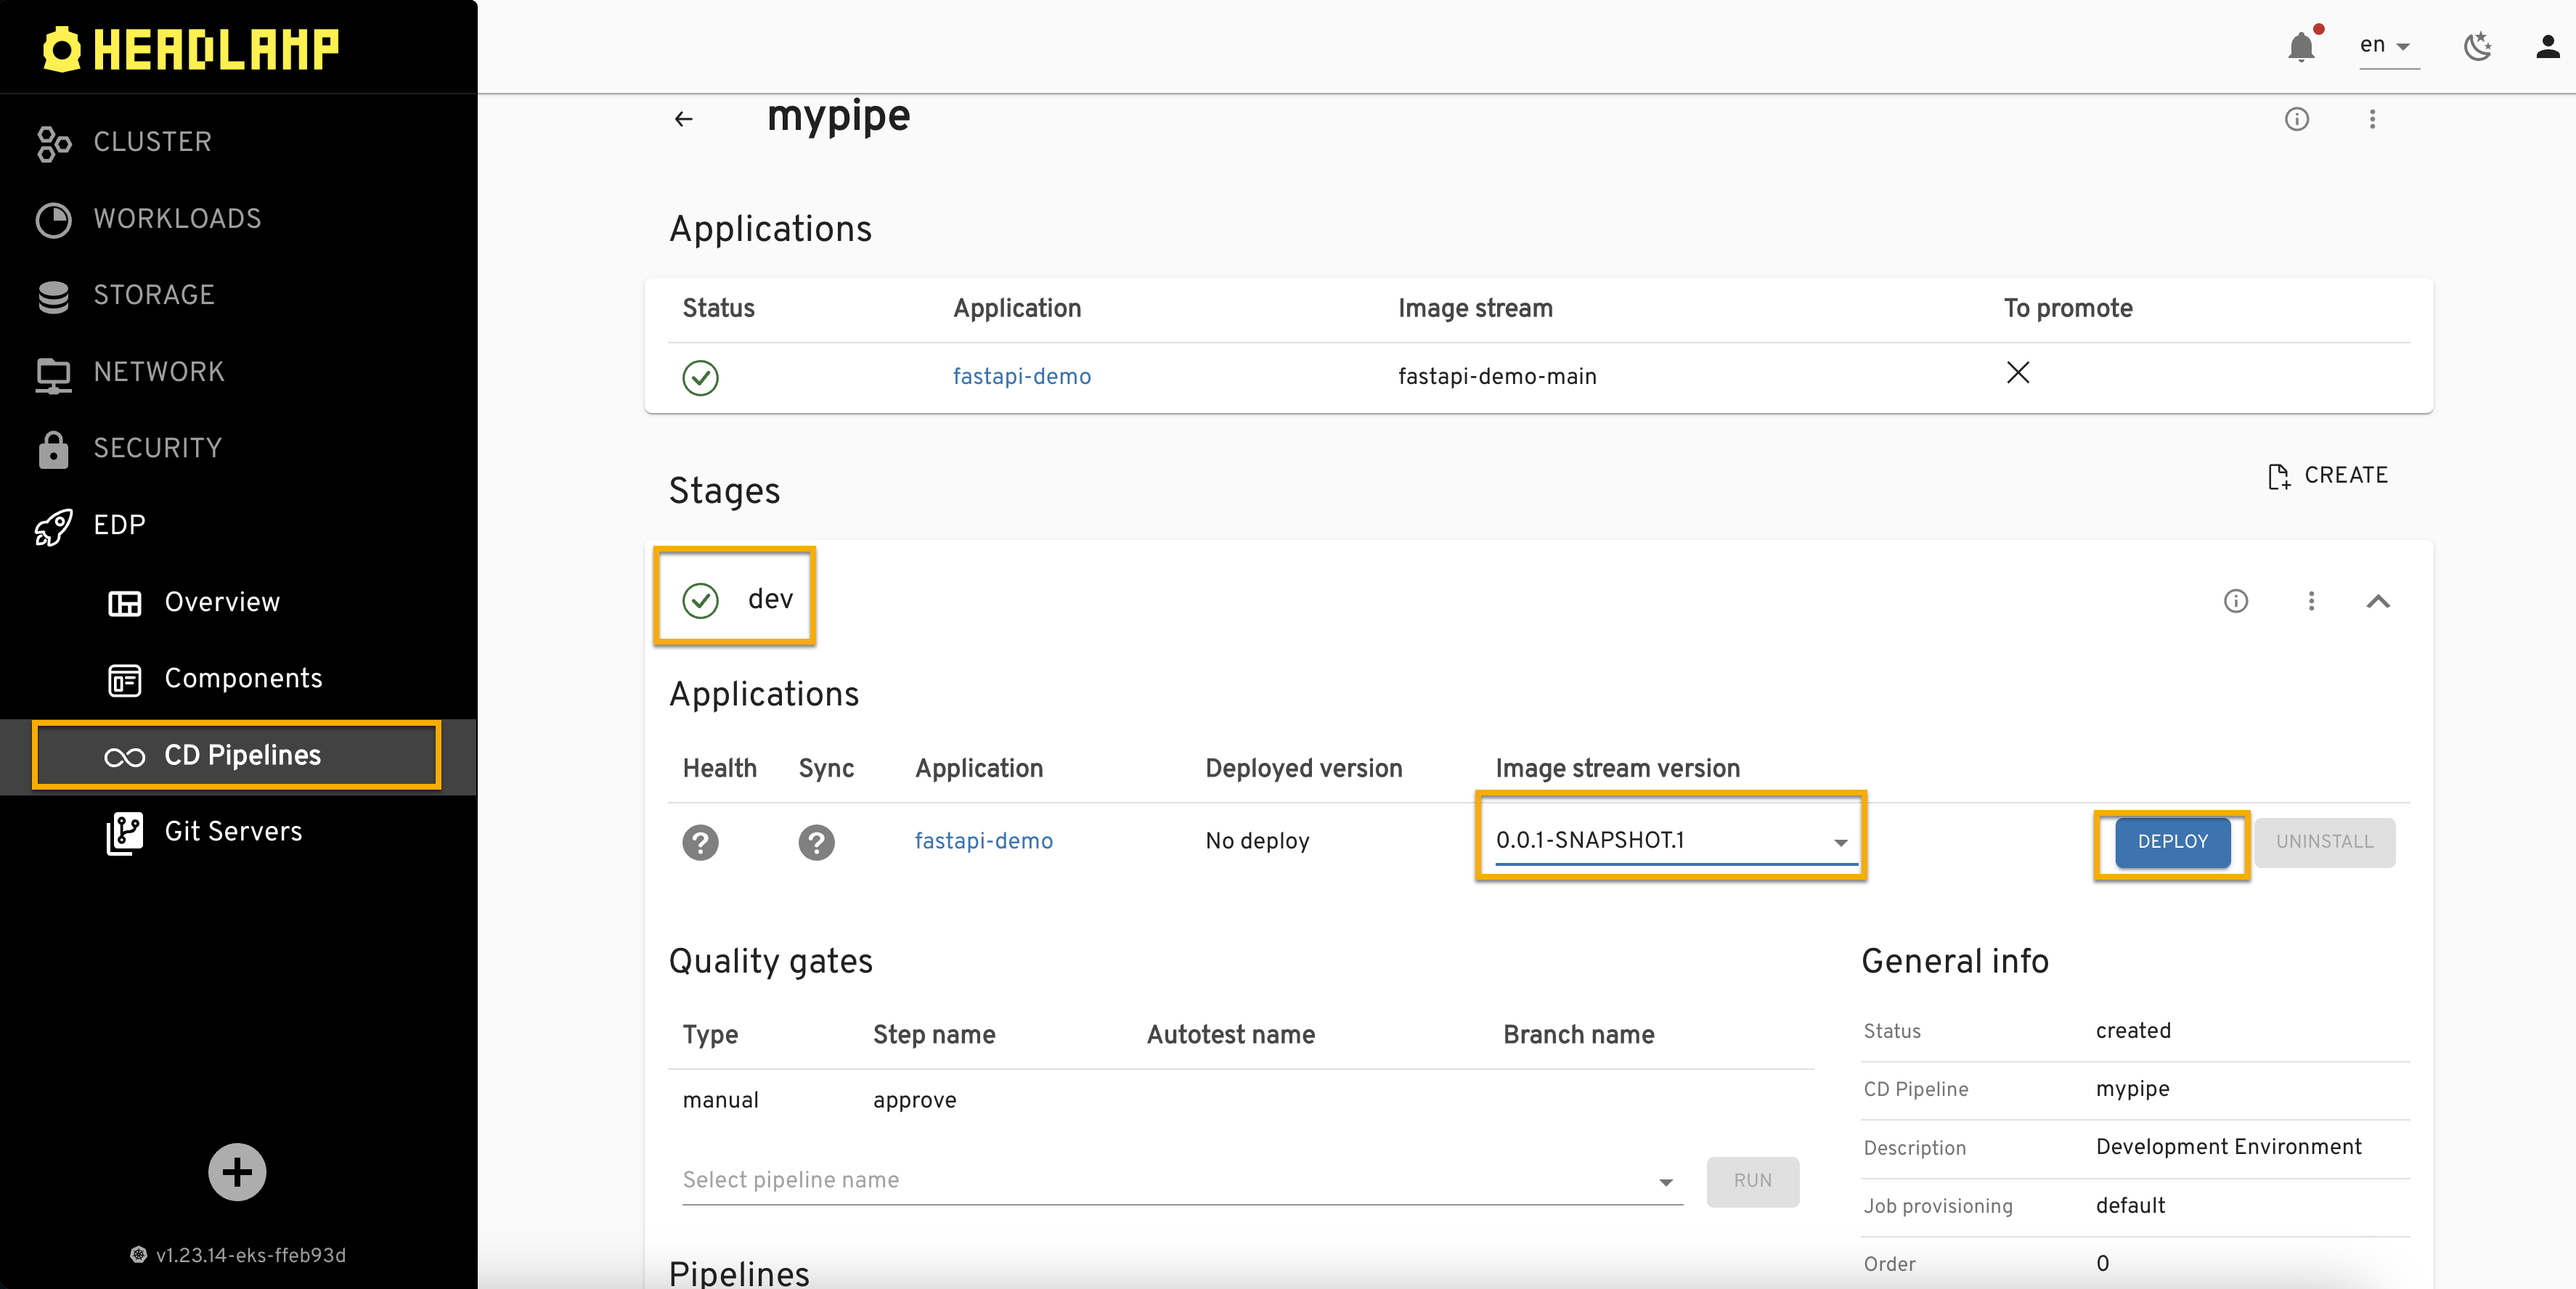 HEADLAMP
en
CLUSTER
WORKLOADS
STORAGE
NETWORK
SECURITY
EDP
Overview
Components
CD Pipelines
Git Servers
v1.23.14-eks-ffeb93d
mypipe
Applications
Status Application Image stream To promote
fastapi-demo fastapi-demo-main
Stages
CREATE
dev
Applications
Health Sync Application Deployed version Image stream version
fastapi-demo No deploy 0.0.1-SNAPSHOT.1 DEPLOY UNINSTALL
Quality gates
Type Step name Autotest name Branch name
manual approve
Select pipeline name RUN
Pipelines
General info
Status created
CD Pipeline mypipe
Description Development Environment
Job provisioning default
Order 0